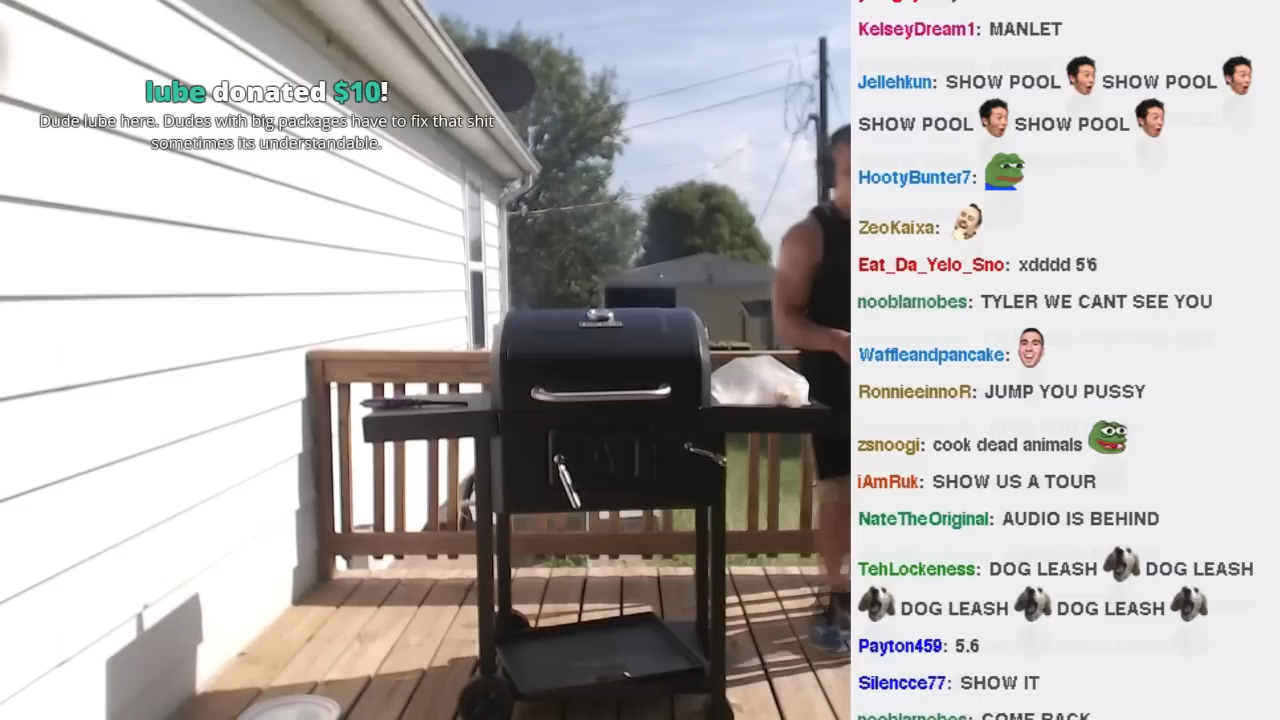 lube donated $10!
Dude lube here. Dudes with big packages have to fix that shit
sometimes its understandable.
KelseyDream1: MANLET
Jellehkun: SHOW POOL SHOW POOL
SHOW POOL SHOW POOL
HootyBunter7:
ZeoKaixa:
Eat_Da_Yelo_Sno: xdddd 5'6
nooblarnobes: TYLER WE CANT SEE YOU
Waffleandpancake:
RonnieeinnoR: JUMP YOU PUSSY
zsnoogi: cook dead animals
iAmRuk: SHOW US A TOUR
NateTheOriginal: AUDIO IS BEHIND
TehLockeness: DOG LEASH DOG LEASH
DOG LEASH DOG LEASH
Payton459: 5.6
Silencce77: SHOW IT
nooblarnobes: COME BACK